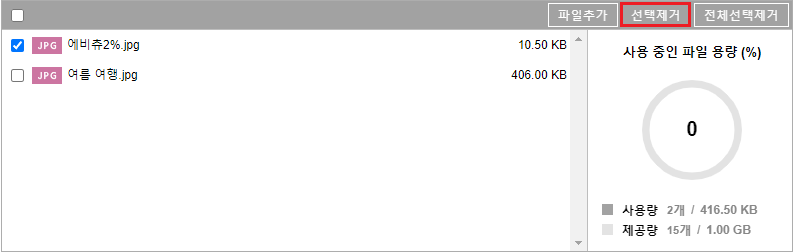 파일추가 선택제거 전체선택제거
JPG 에비츄2%.jpg 10.50 KB
JPG 여름 여행.jpg 406.00 KB
사용 중인 파일 용량 (%)
0
사용량 2개 / 416.50 KB
제공량 15개 / 1.00 GB